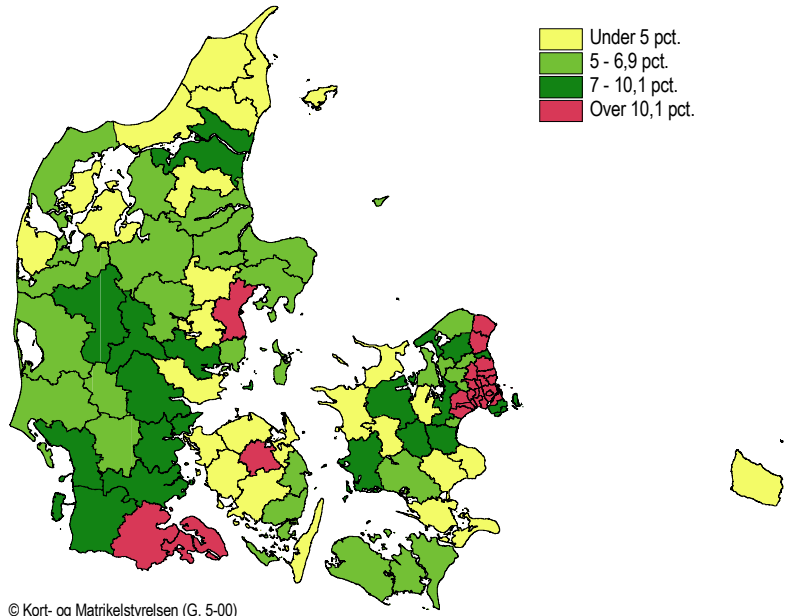 Under 5 pct.
5 - 6,9 pct.
7 - 10,1 pct.
Over 10,1 pct.
© Kort- og Matrikelstyrelsen (G. 5-00)